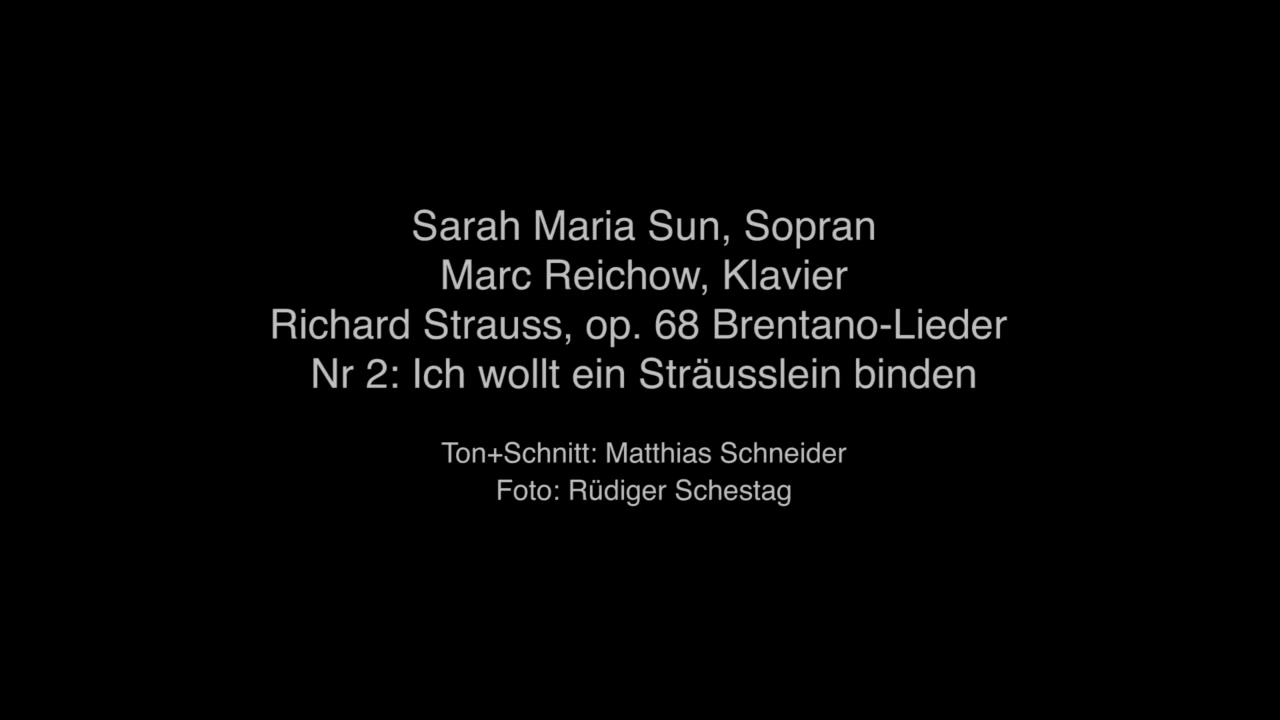 Sarah Maria Sun, Sopran
Marc Reichow, Klavier
Richard Strauss, op. 68 Brentano-Lieder
Nr 2: Ich wollt ein Sträusslein binden
Ton+Schnitt: Matthias Schneider
Foto: Rüdiger Schestag